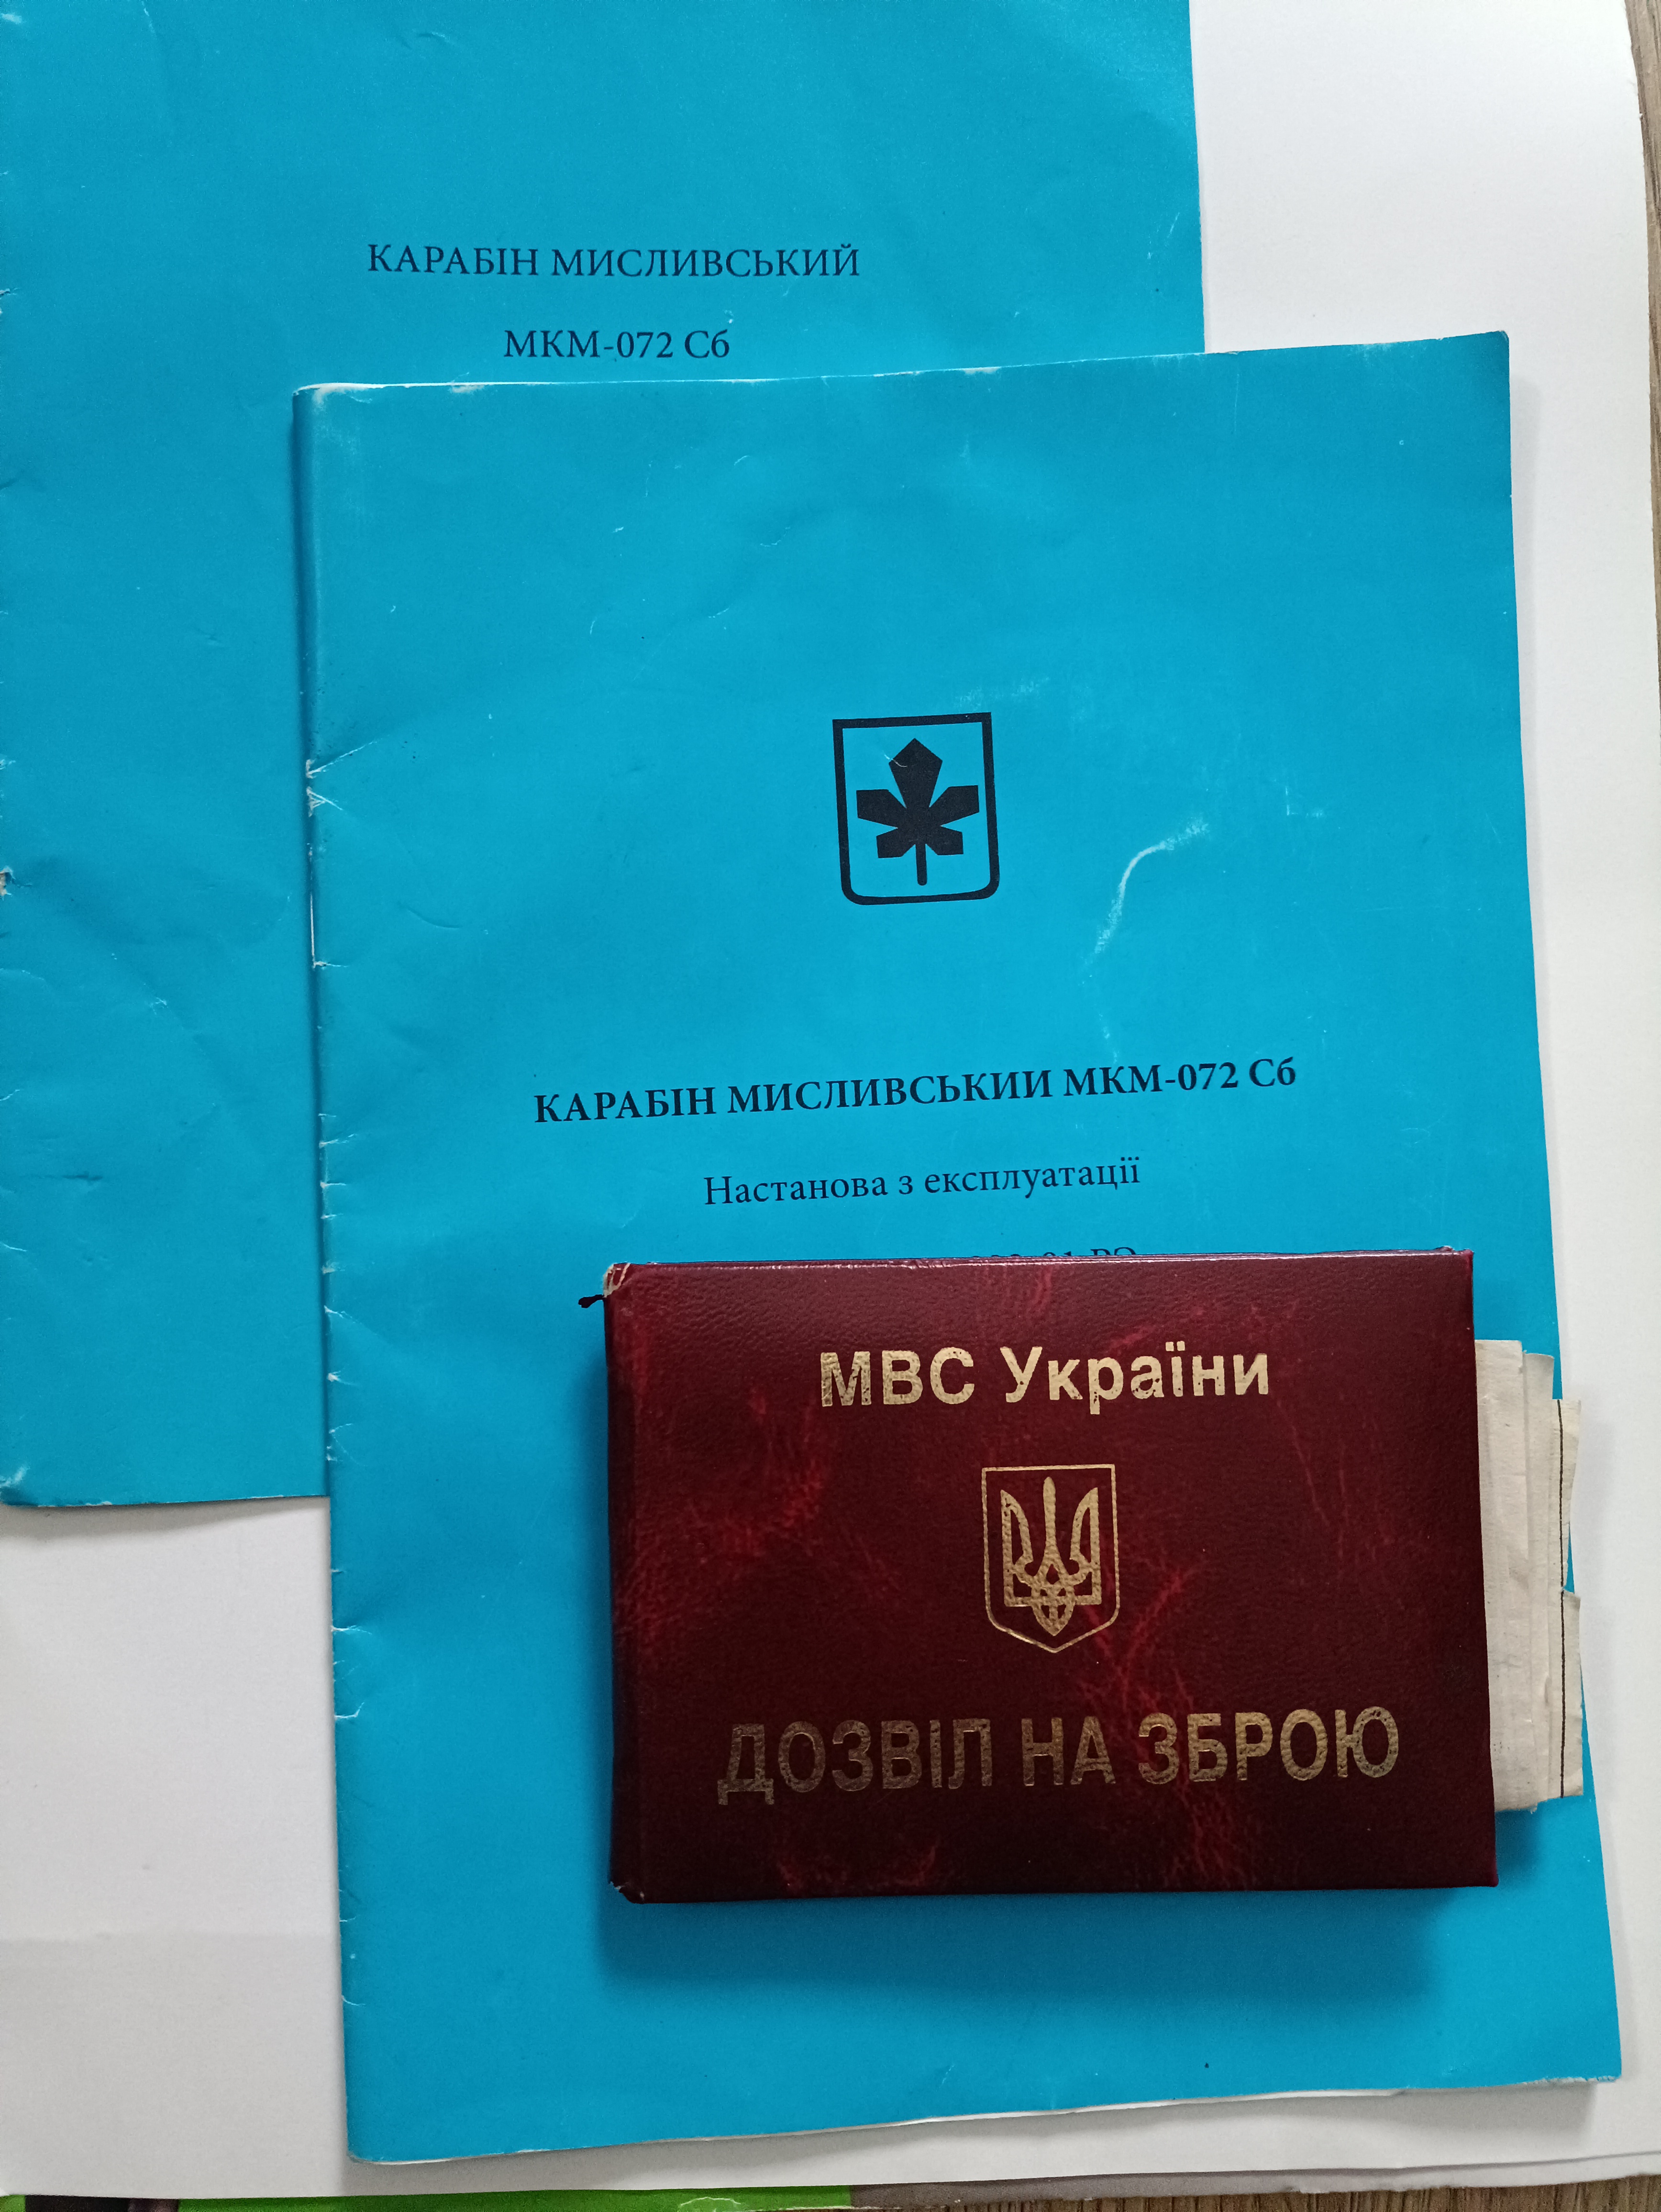 КАРАБІН МИСЛИВСЬКИЙ
МКМ-072 Сб
КАРАБІН МИСЛИВСЬКИИ МКМ-072 Сб
Настанова з експлуатації
МВС України
ДОЗВІЛ НА ЗБРОЮ